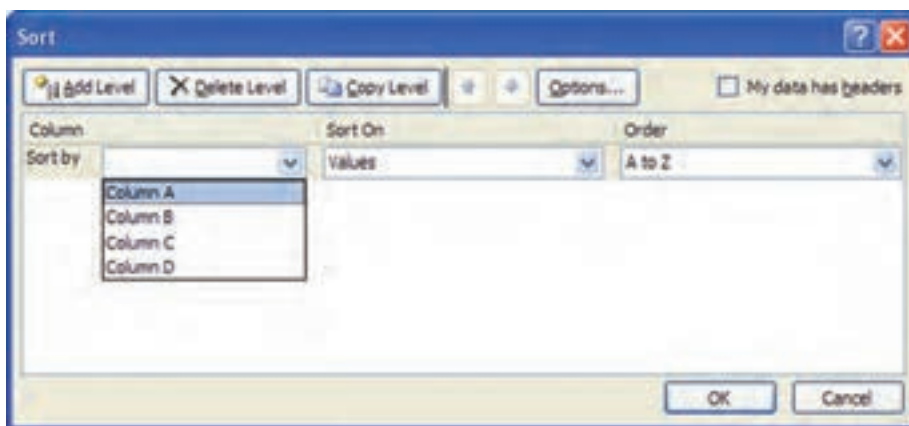 Sort
Add Level Delete Level Copy Level Options... My data has headers
Column Sort On Order
Sort by Values A to Z
Column A
Column B
Column C
Column D
OK Cancel